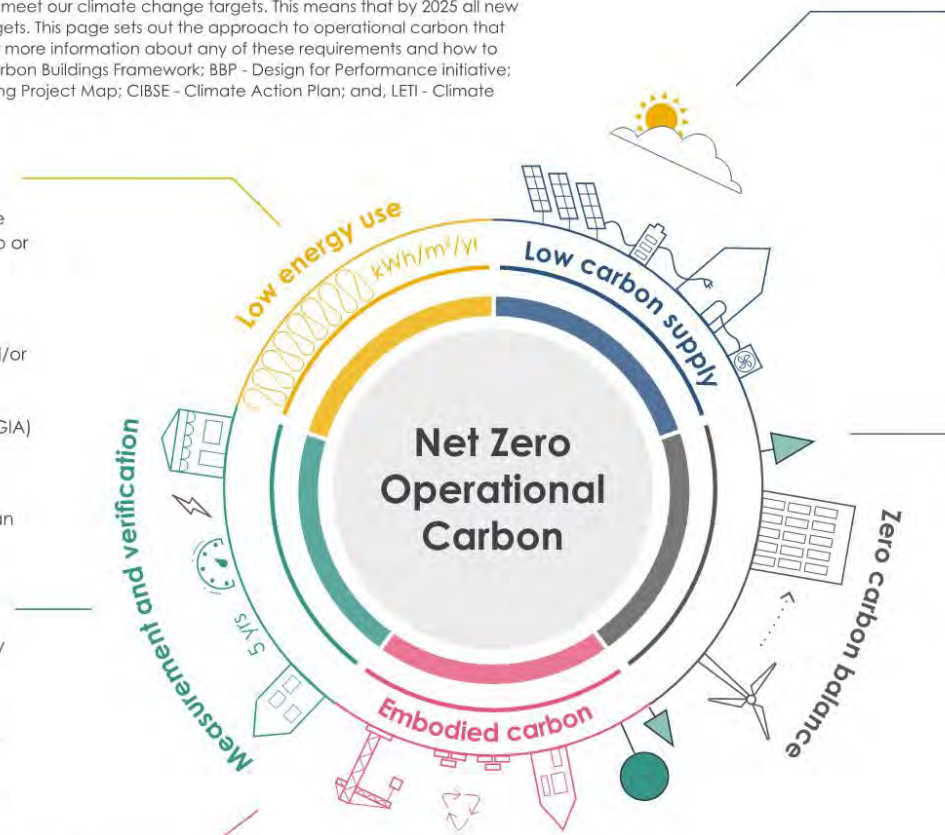 meet our climate change targets. This means that by 2025 all new
gets. This page sets out the approach to operational carbon that
more information about any of these requirements and how to
rbon Buildings Framework; BBP - Design for Performance initiative;
ng Project Map; CIBSE - Climate Action Plan; and, LETI - Climate
e
o or
l/or
GIA)
an
Low energy use
kWh/m²/yr
Low carbon supply
Measurement and verification
5 yrs
Zero carbon balance
Embodied carbon
Net Zero
Operational
Carbon